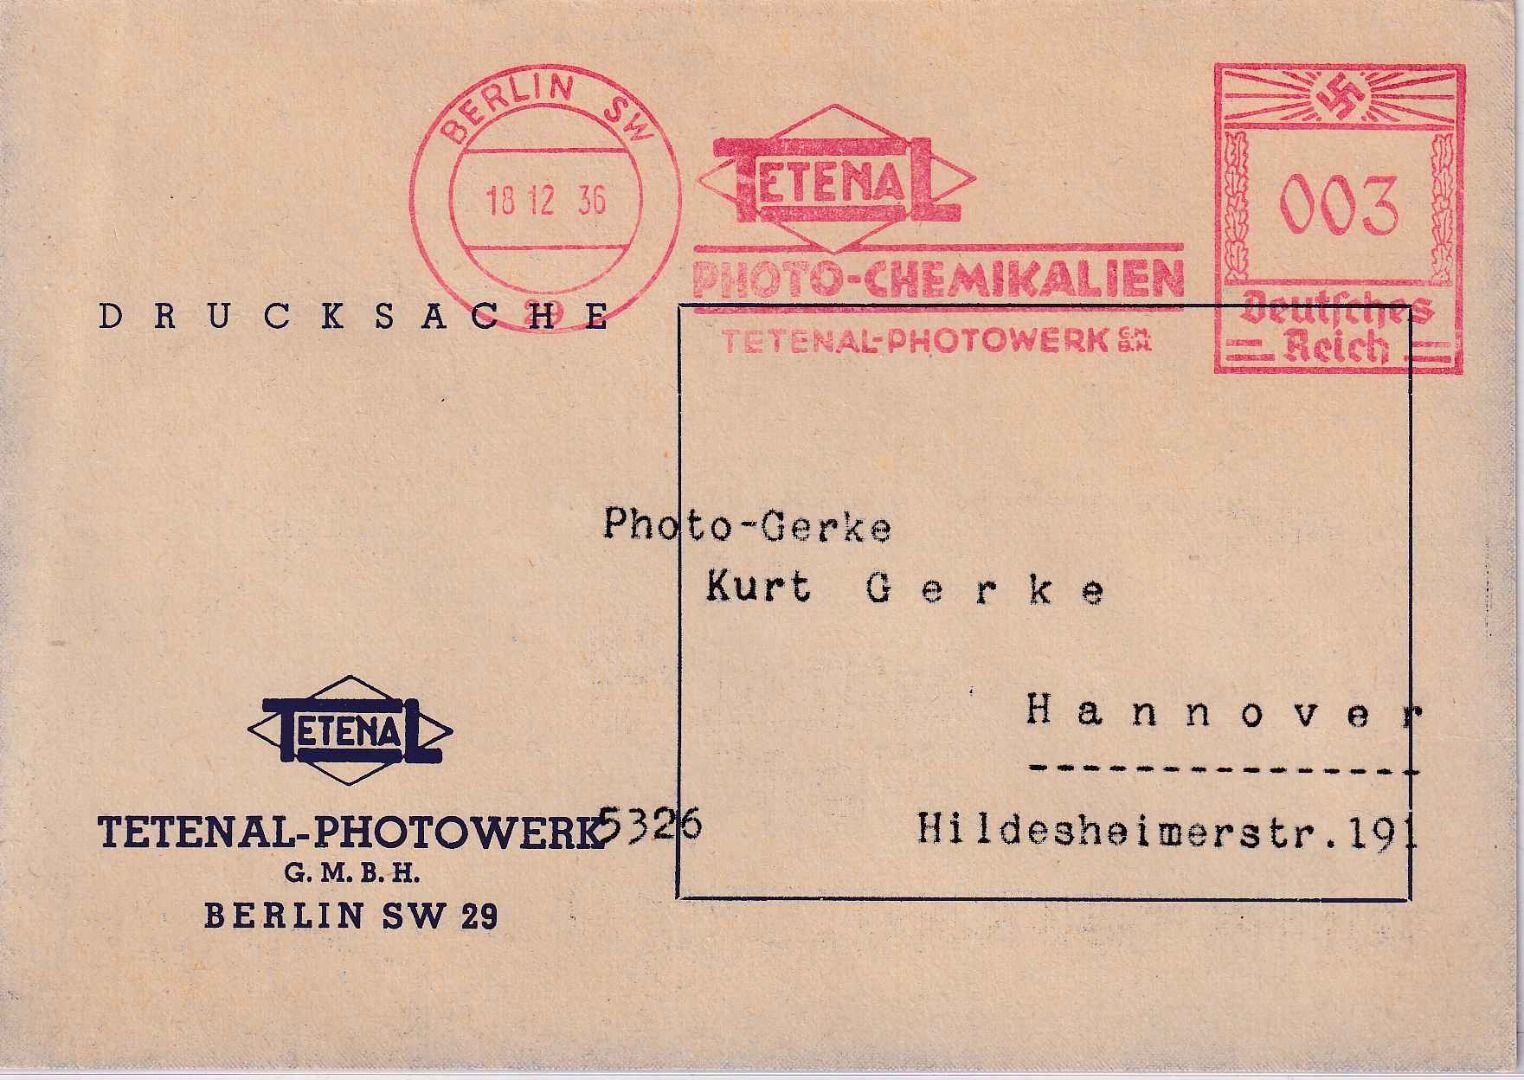 BERLIN SW
18 12 36
29
TETENAL
PHOTO-CHEMIKALIEN
TETENAL-PHOTOWERK G.M.B.H.
003
Deutsches
Reich
DRUCKSACHE
Photo-Gerke
Kurt Gerke
Hannover
Hildesheimerstr.191
5326
TETENAL
TETENAL-PHOTOWERK
G. M. B. H.
BERLIN SW 29